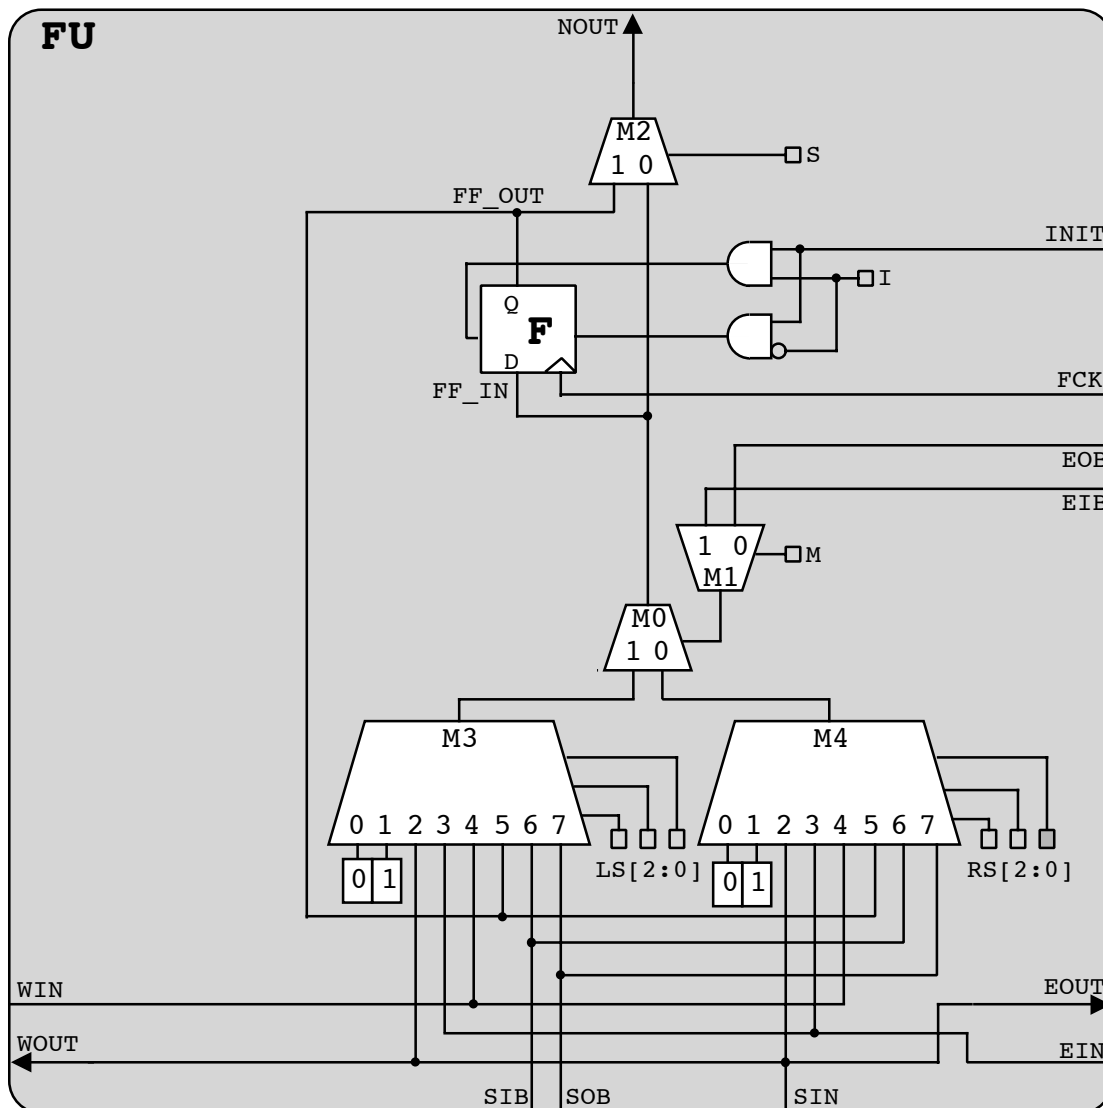 FU
NOUT
M2
1 0
S
FF_OUT
INIT
I
Q
F
D
FCK
FF_IN
EOB
EIB
1 0
M
M1
M0
1 0
M3
M4
0 1 2 3 4 5 6 7
0 1 2 3 4 5 6 7
LS[2:0]
RS[2:0]
0 1
0 1
WIN
EOUT
WOUT
EIN
SIB
SOB
SIN